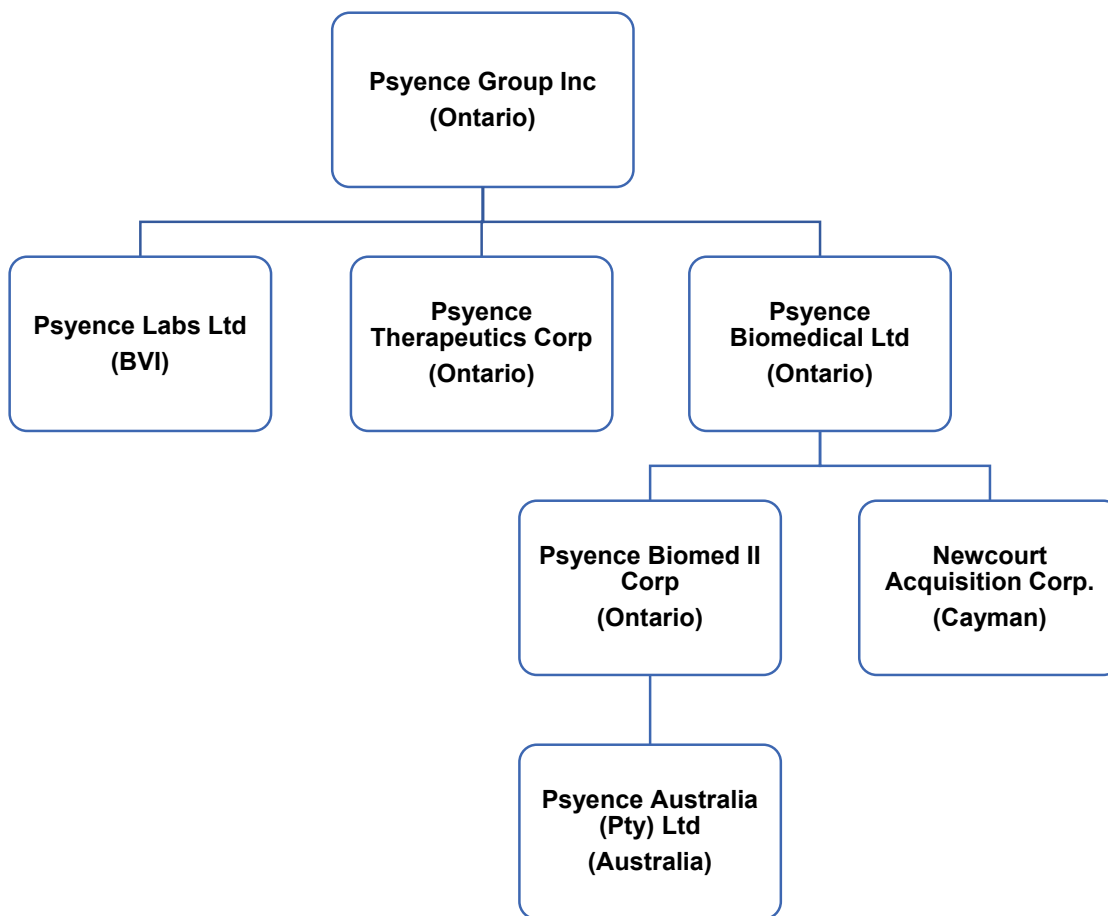 Psyence Group Inc
(Ontario)
Psyence Labs Ltd
(BVI)
Psyence
Therapeutics Corp
(Ontario)
Psyence
Biomedical Ltd
(Ontario)
Psyence Biomed II
Corp
(Ontario)
Newcourt
Acquisition Corp.
(Cayman)
Psyence Australia
(Pty) Ltd
(Australia)